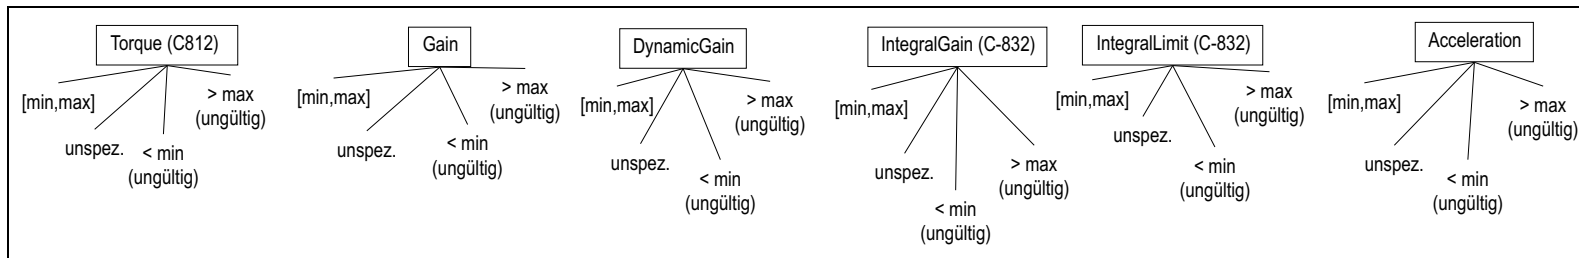 Torque (C812)
[min,max]
unspez.
< min
(ungültig)
> max
(ungültig)
Gain
[min,max]
unspez.
< min
(ungültig)
> max
(ungültig)
DynamicGain
[min,max]
unspez.
< min
(ungültig)
> max
(ungültig)
IntegralGain (C-832)
[min,max]
unspez.
< min
(ungültig)
> max
(ungültig)
IntegralLimit (C-832)
[min,max]
unspez.
< min
(ungültig)
> max
(ungültig)
Acceleration
[min,max]
unspez.
< min
(ungültig)
> max
(ungültig)